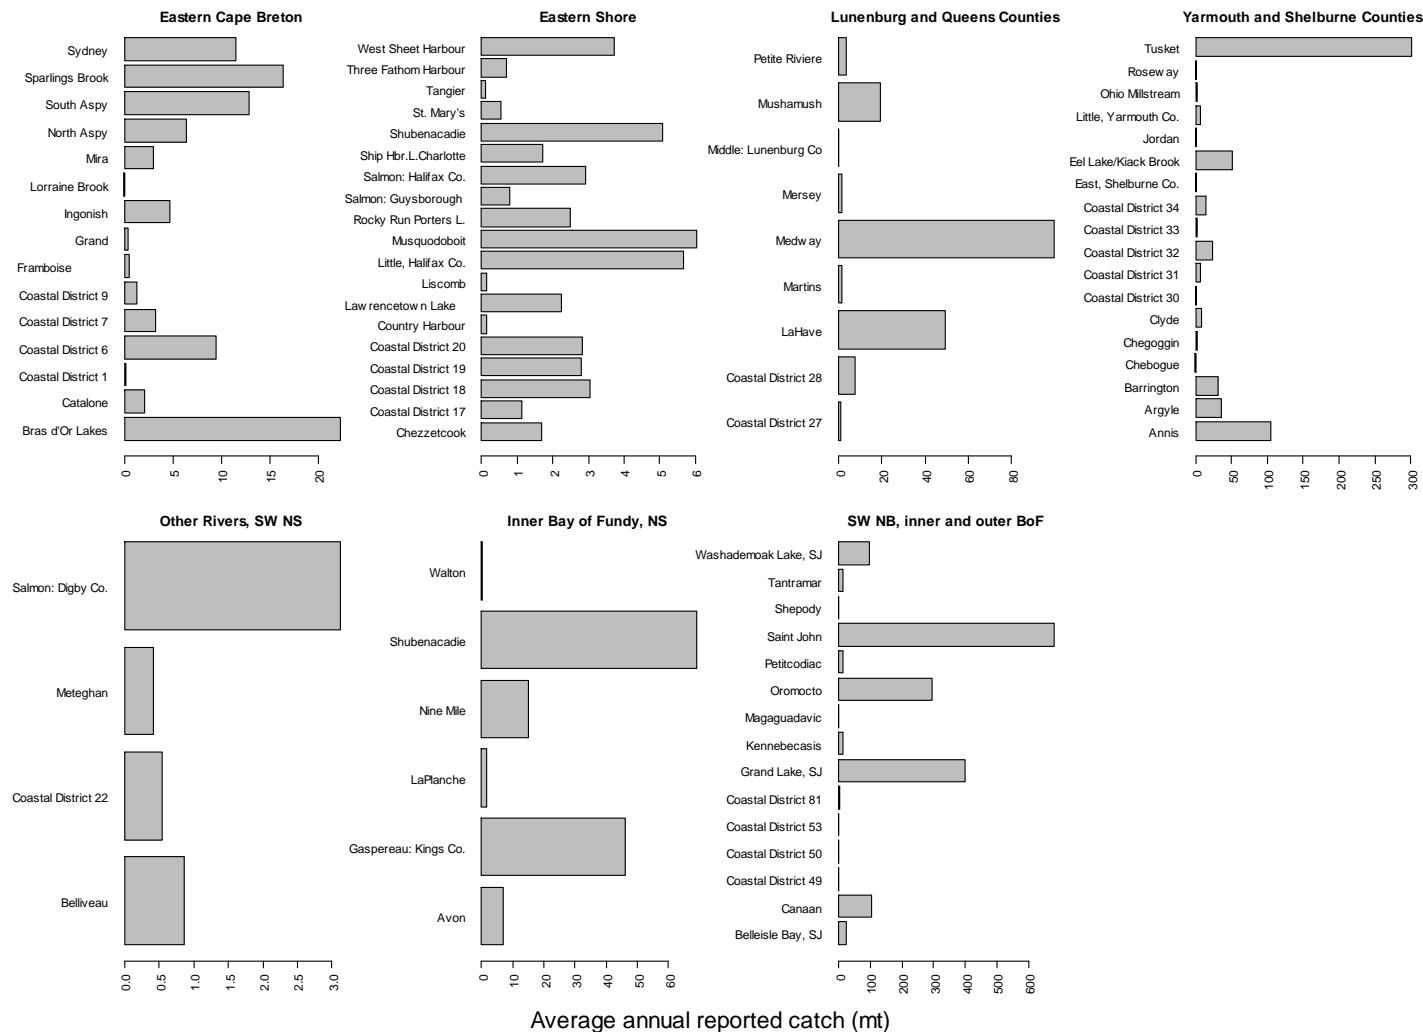 Eastern Cape Breton
Sydney
Sparlings Brook
South Aspy
North Aspy
Mira
Lorraine Brook
Ingonish
Grand
Framboise
Coastal District 9
Coastal District 7
Coastal District 6
Coastal District 1
Catalone
Bras d'Or Lakes
0 5 10 15 20
Eastern Shore
West Sheet Harbour
Three Fathom Harbour
Tangier
St. Mary's
Shubenacadie
Ship Hbr.L.Charlotte
Salmon: Halifax Co.
Salmon: Guysborough
Rocky Run Porters L.
Musquodoboit
Little, Halifax Co.
Liscomb
Lawrencetown Lake
Country Harbour
Coastal District 20
Coastal District 19
Coastal District 18
Coastal District 17
Chezzetcook
0 1 2 3 4 5 6
Lunenburg and Queens Counties
Petite Riviere
Mushamush
Middle: Lunenburg Co
Mersey
Medway
Martins
LaHave
Coastal District 28
Coastal District 27
0 20 40 60 80
Yarmouth and Shelburne Counties
Tusket
Roseway
Ohio Millstream
Little, Yarmouth Co.
Jordan
Eel Lake/Kiack Brook
East, Shelburne Co.
Coastal District 34
Coastal District 33
Coastal District 32
Coastal District 31
Coastal District 30
Clyde
Chegoggin
Chebogue
Barrington
Argyle
Annis
0 50 100 150 200 250 300
Other Rivers, SW NS
Salmon: Digby Co.
Meteghan
Coastal District 22
Belliveau
0.0 0.5 1.0 1.5 2.0 2.5 3.0
Inner Bay of Fundy, NS
Walton
Shubenacadie
Nine Mile
LaPlanche
Gaspereau: Kings Co.
Avon
0 10 20 30 40 50 60
SW NB, inner and outer BoF
Washademoak Lake, SJ
Tantramar
Shepody
Saint John
Petitcodiac
Oromocto
Magaguadavic
Kennebecasis
Grand Lake, SJ
Coastal District 81
Coastal District 53
Coastal District 50
Coastal District 49
Canaan
Belleisle Bay, SJ
0 100 200 300 400 500 600
Average annual reported catch (mt)